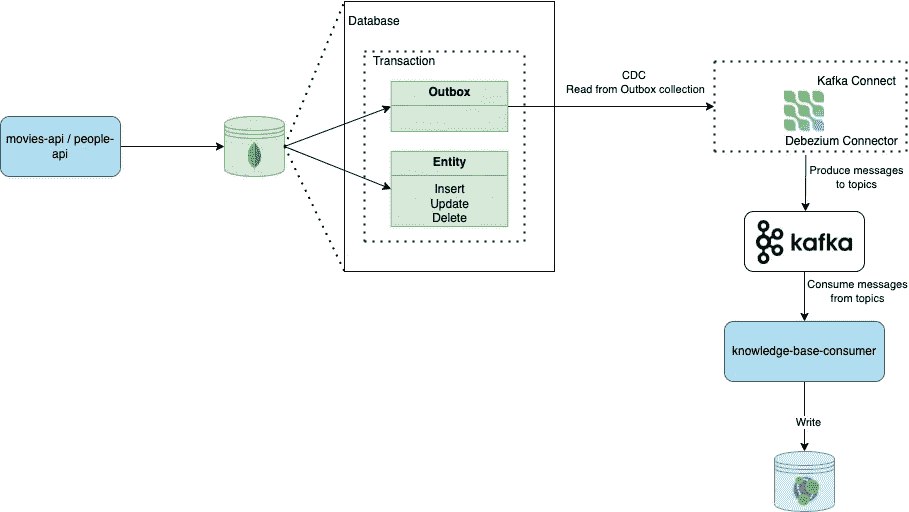 Database
Transaction
Outbox
Entity
Insert
Update
Delete
movies-api / people-
api
CDC
Read from Outbox collection
Kafka Connect
Debezium Connector
Produce messages
to topics
kafka
Consume messages
from topics
knowledge-base-consumer
Write